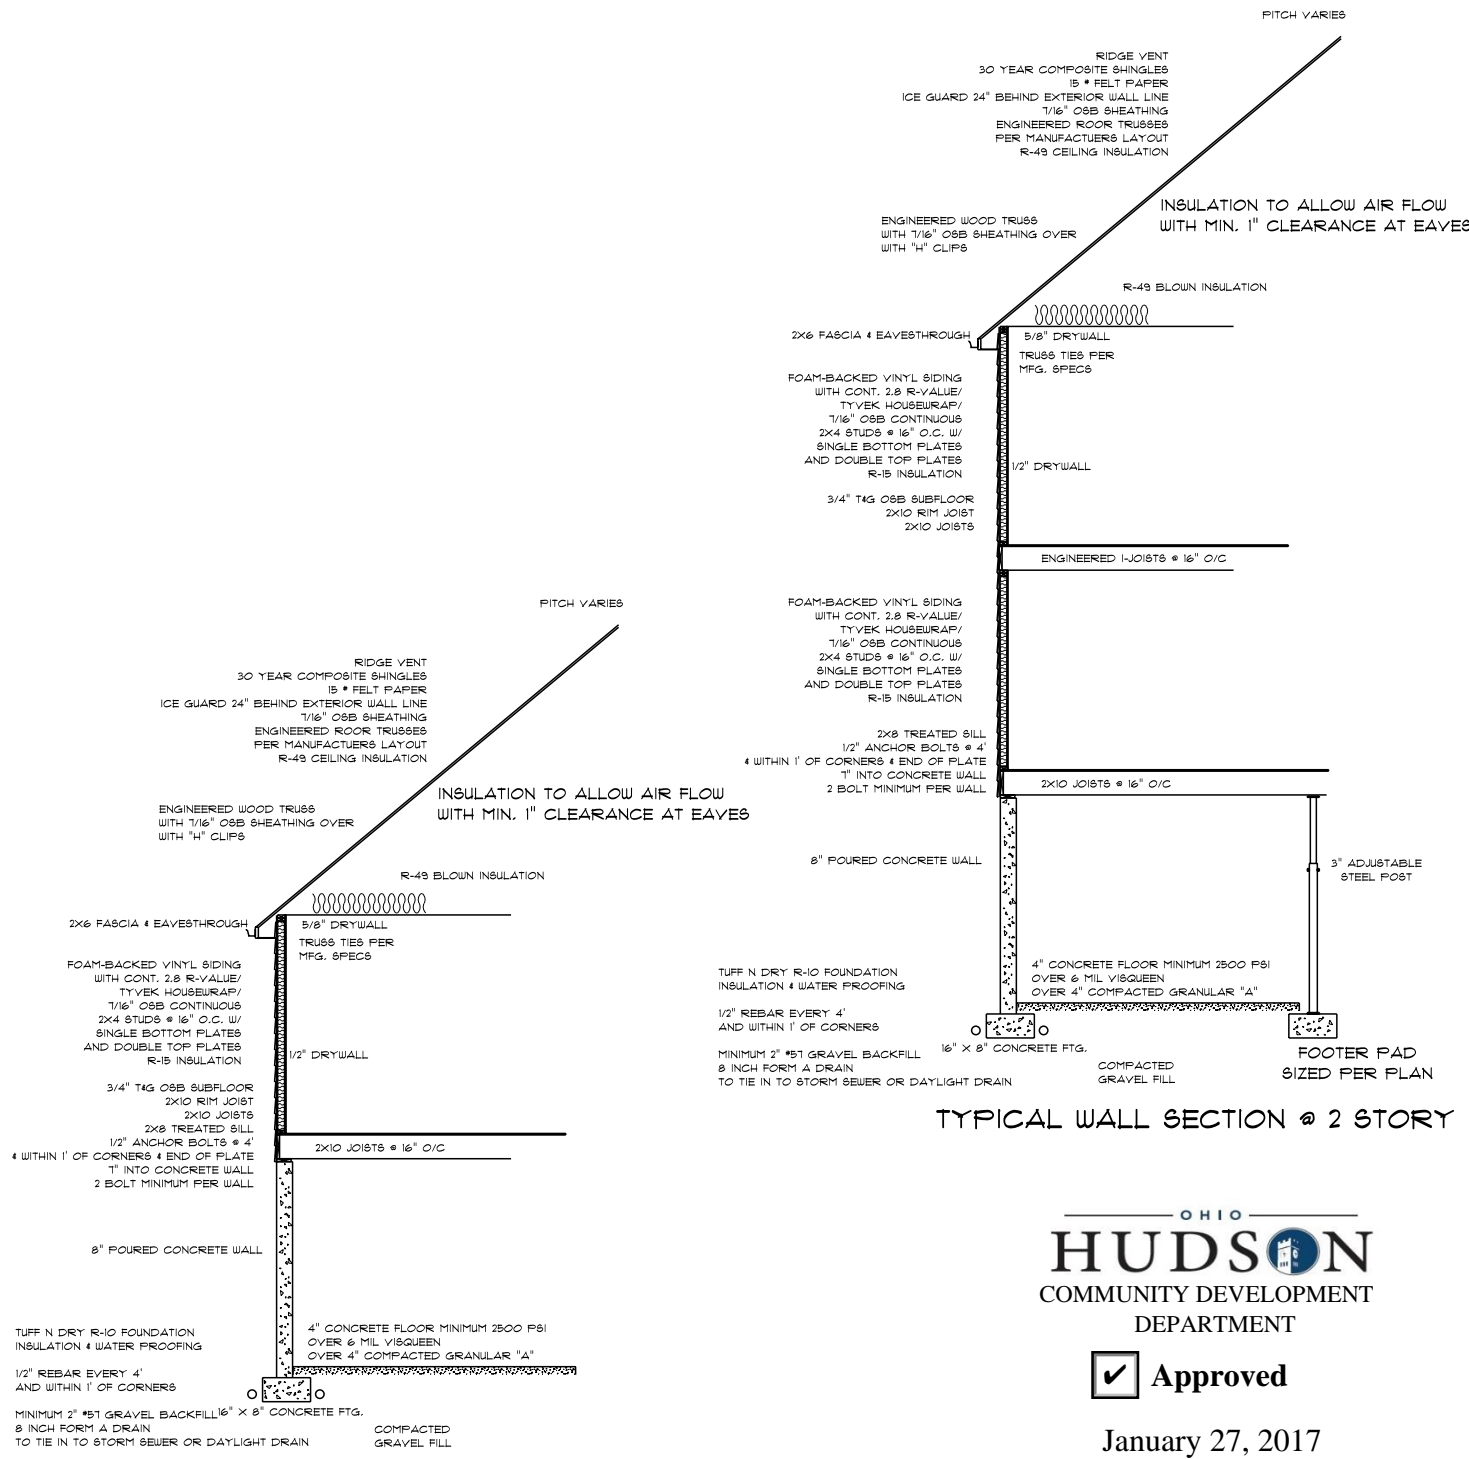 PITCH VARIES
RIDGE VENT
30 YEAR COMPOSITE SHINGLES
15 # FELT PAPER
ICE GUARD 24" BEHIND EXTERIOR WALL LINE
7/16" OSB SHEATHING
ENGINEERED ROOR TRUSSES
PER MANUFACTUERS LAYOUT
R-49 CEILING INSULATION
INSULATION TO ALLOW AIR FLOW
WITH MIN. 1" CLEARANCE AT EAVES
ENGINEERED WOOD TRUSS
WITH 7/16" OSB SHEATHING OVER
WITH "H" CLIPS
R-49 BLOWN INSULATION
2X6 FASCIA & EAVESTHROUGH
5/8" DRYWALL
TRUSS TIES PER
MFG. SPECS
FOAM-BACKED VINYL SIDING
WITH CONT. 2.8 R-VALUE/
TYVEK HOUSEWRAP/
7/16" OSB CONTINUOUS
2X4 STUDS @ 16" O.C. W/
SINGLE BOTTOM PLATES
AND DOUBLE TOP PLATES
R-15 INSULATION
1/2" DRYWALL
3/4" T&G OSB SUBFLOOR
2X10 RIM JOIST
2X10 JOISTS
ENGINEERED I-JOISTS @ 16" O/C
FOAM-BACKED VINYL SIDING
WITH CONT. 2.8 R-VALUE/
TYVEK HOUSEWRAP/
7/16" OSB CONTINUOUS
2X4 STUDS @ 16" O.C. W/
SINGLE BOTTOM PLATES
AND DOUBLE TOP PLATES
R-15 INSULATION
2X8 TREATED SILL
1/2" ANCHOR BOLTS @ 4'
& WITHIN 1' OF CORNERS & END OF PLATE
7" INTO CONCRETE WALL
2 BOLT MINIMUM PER WALL
2X10 JOISTS @ 16" O/C
8" POURED CONCRETE WALL
3" ADJUSTABLE
STEEL POST
TUFF N DRY R-10 FOUNDATION
INSULATION & WATER PROOFING
1/2" REBAR EVERY 4'
AND WITHIN 1' OF CORNERS
MINIMUM 2" #57 GRAVEL BACKFILL
8 INCH FORM A DRAIN
TO TIE IN TO STORM SEWER OR DAYLIGHT DRAIN
4" CONCRETE FLOOR MINIMUM 2500 PSI
OVER 6 MIL VISQUEEN
OVER 4" COMPACTED GRANULAR "A"
16" X 8" CONCRETE FTG.
COMPACTED
GRAVEL FILL
FOOTER PAD
SIZED PER PLAN
TYPICAL WALL SECTION @ 2 STORY
PITCH VARIES
RIDGE VENT
30 YEAR COMPOSITE SHINGLES
15 # FELT PAPER
ICE GUARD 24" BEHIND EXTERIOR WALL LINE
7/16" OSB SHEATHING
ENGINEERED ROOR TRUSSES
PER MANUFACTUERS LAYOUT
R-49 CEILING INSULATION
INSULATION TO ALLOW AIR FLOW
WITH MIN. 1" CLEARANCE AT EAVES
ENGINEERED WOOD TRUSS
WITH 7/16" OSB SHEATHING OVER
WITH "H" CLIPS
R-49 BLOWN INSULATION
2X6 FASCIA & EAVESTHROUGH
5/8" DRYWALL
TRUSS TIES PER
MFG. SPECS
FOAM-BACKED VINYL SIDING
WITH CONT. 2.8 R-VALUE/
TYVEK HOUSEWRAP/
7/16" OSB CONTINUOUS
2X4 STUDS @ 16" O.C. W/
SINGLE BOTTOM PLATES
AND DOUBLE TOP PLATES
R-15 INSULATION
1/2" DRYWALL
3/4" T&G OSB SUBFLOOR
2X10 RIM JOIST
2X10 JOISTS
2X8 TREATED SILL
1/2" ANCHOR BOLTS @ 4'
& WITHIN 1' OF CORNERS & END OF PLATE
7" INTO CONCRETE WALL
2 BOLT MINIMUM PER WALL
2X10 JOISTS @ 16" O/C
8" POURED CONCRETE WALL
TUFF N DRY R-10 FOUNDATION
INSULATION & WATER PROOFING
1/2" REBAR EVERY 4'
AND WITHIN 1' OF CORNERS
MINIMUM 2" #57 GRAVEL BACKFILL
8 INCH FORM A DRAIN
TO TIE IN TO STORM SEWER OR DAYLIGHT DRAIN
4" CONCRETE FLOOR MINIMUM 2500 PSI
OVER 6 MIL VISQUEEN
OVER 4" COMPACTED GRANULAR "A"
16" X 8" CONCRETE FTG.
COMPACTED
GRAVEL FILL
OHIO
HUDSON
COMMUNITY DEVELOPMENT
DEPARTMENT
✔ Approved
January 27, 2017